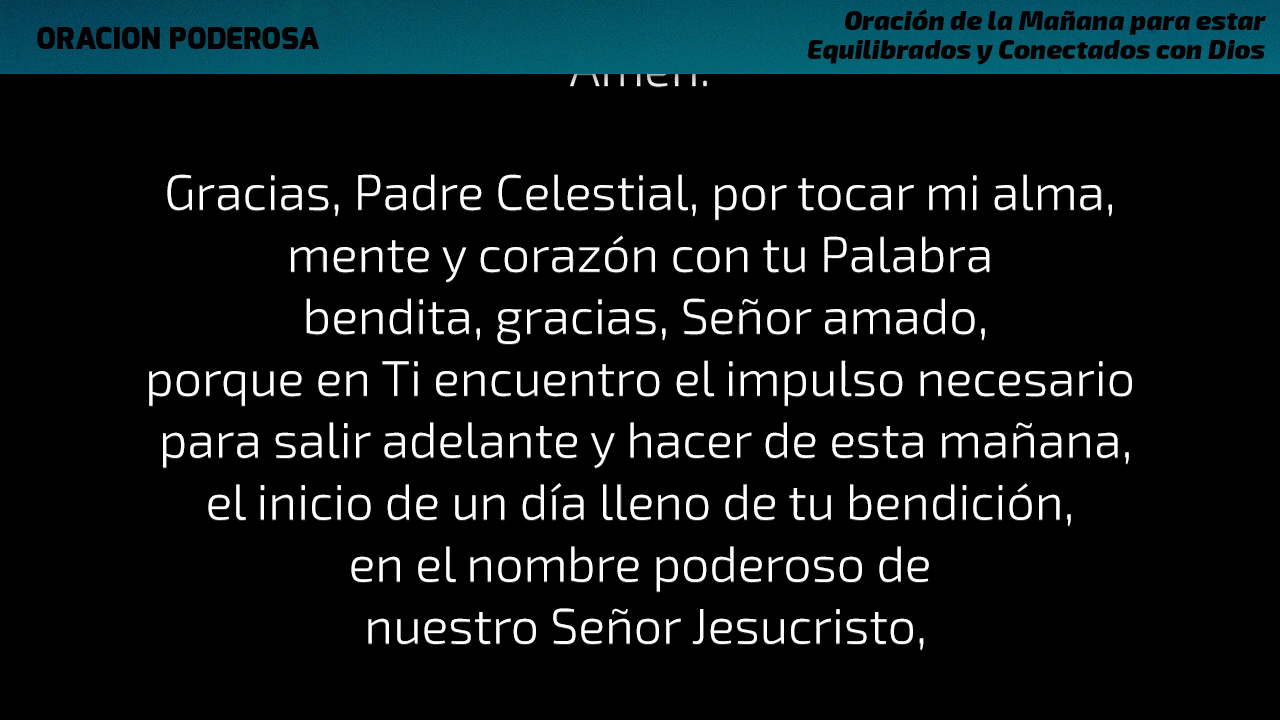 ORACION PODEROSA
Oración de la Mañana para estar
Equilibrados y Conectados con Dios
Amén.
Gracias, Padre Celestial, por tocar mi alma,
mente y corazón con tu Palabra
bendita, gracias, Señor amado,
porque en Ti encuentro el impulso necesario
para salir adelante y hacer de esta mañana,
el inicio de un día lleno de tu bendición,
en el nombre poderoso de
nuestro Señor Jesucristo,